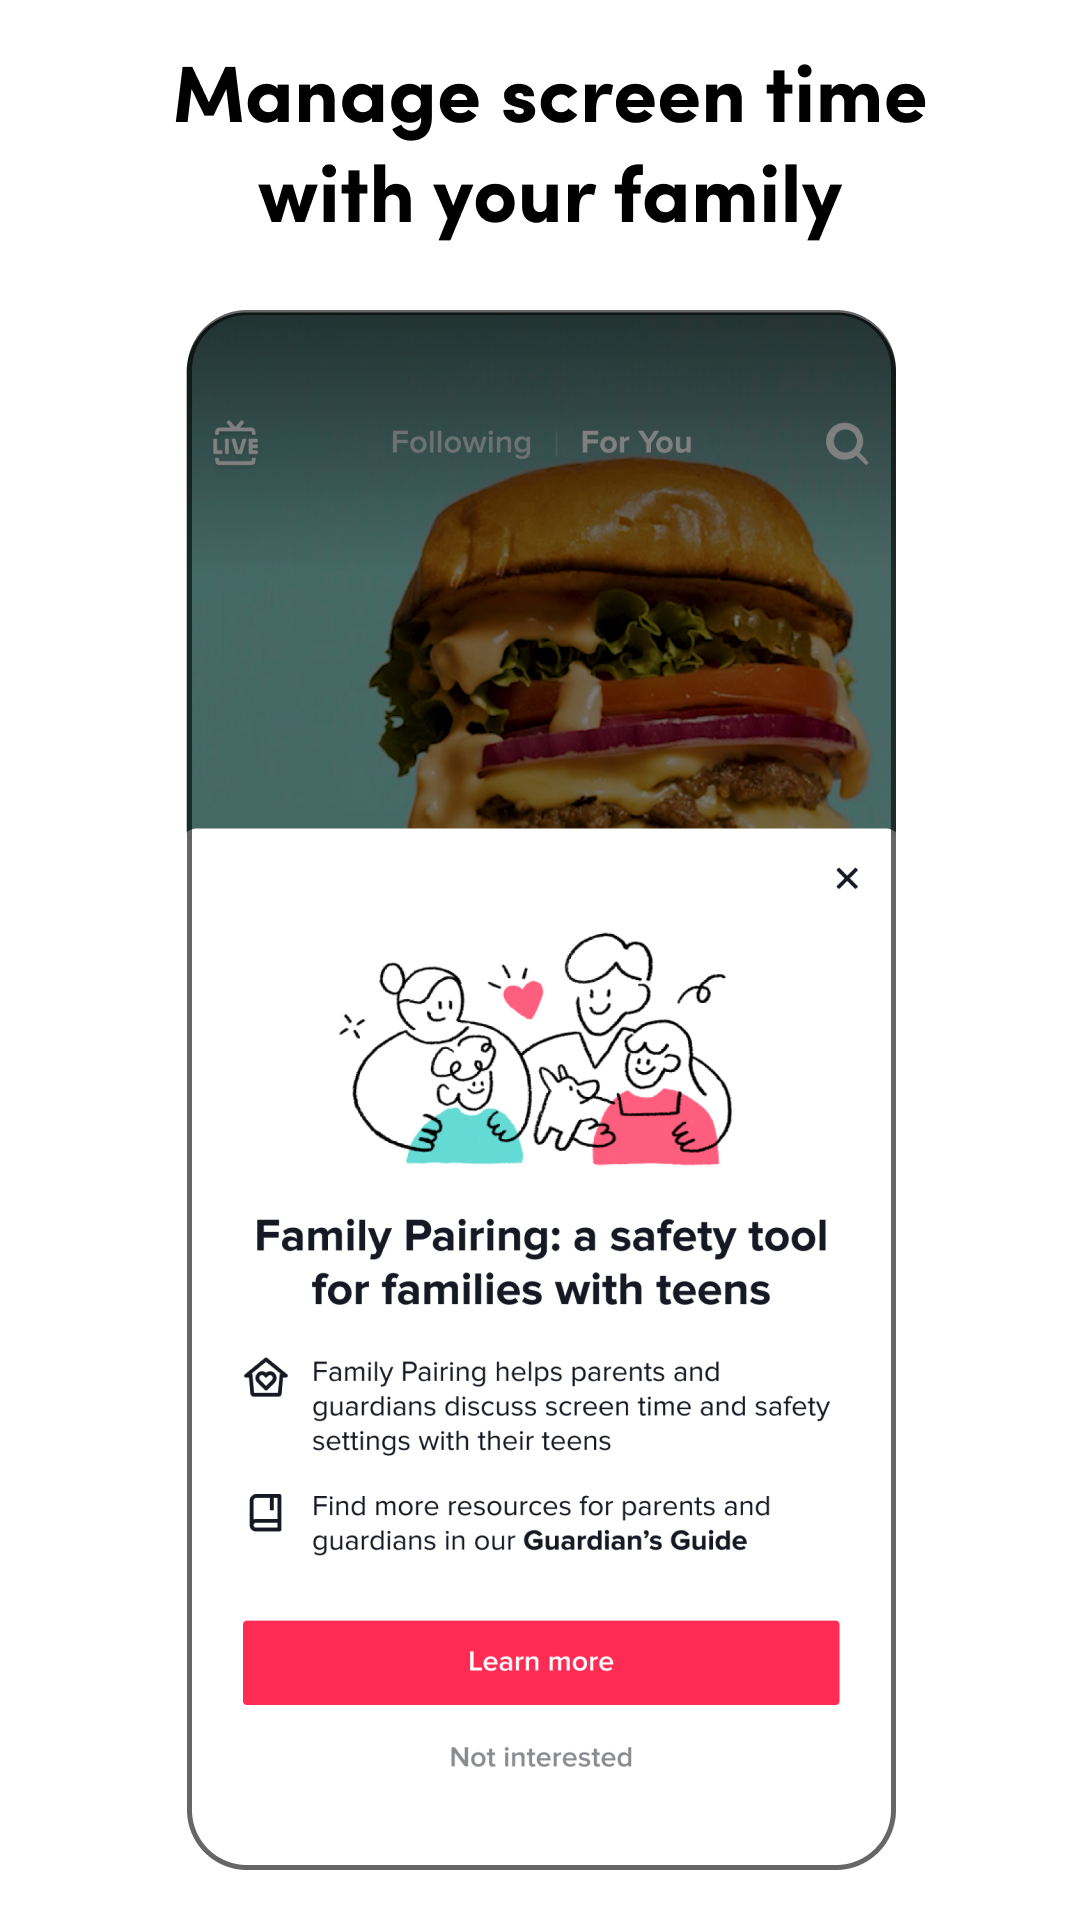 Manage screen time
with your family
LIVE
Following | For You
Family Pairing: a safety tool
for families with teens
Family Pairing helps parents and
guardians discuss screen time and safety
settings with their teens
Find more resources for parents and
guardians in our Guardian’s Guide
Learn more
Not interested